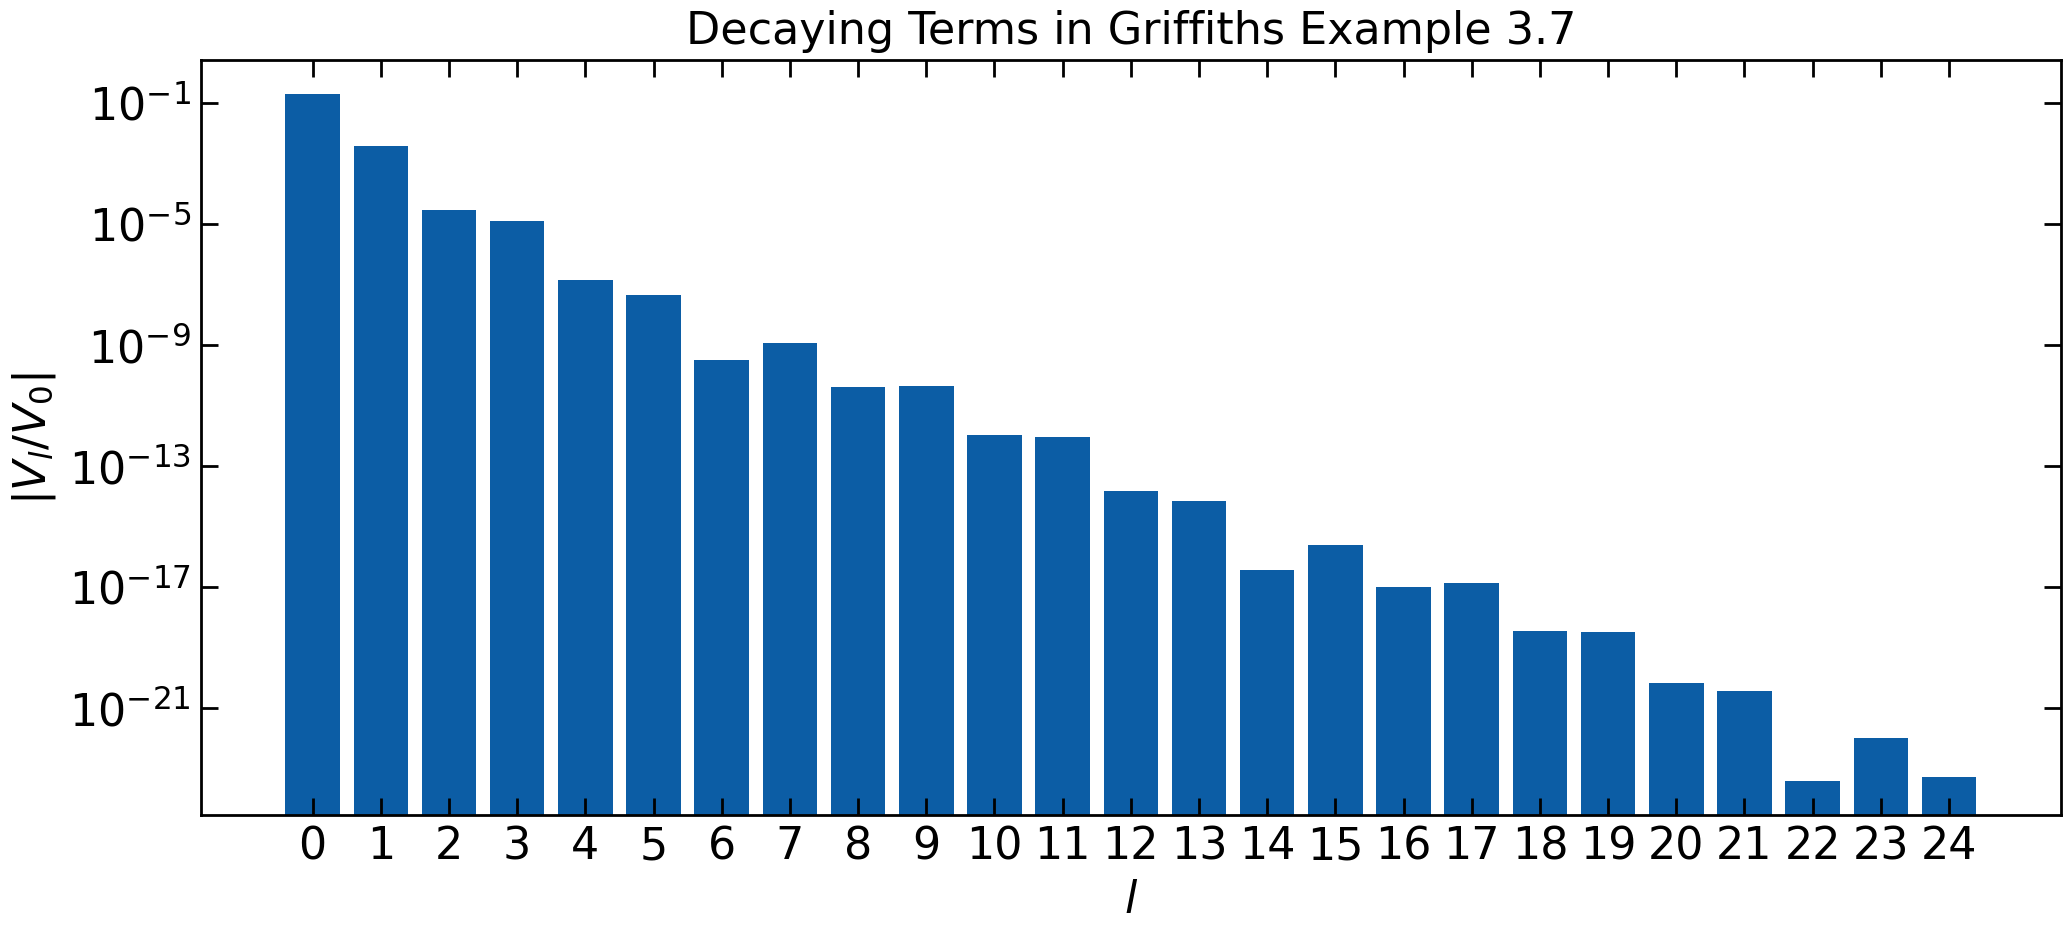 Decaying Terms in Griffiths Example 3.7
|V_l/V_0|
10^{-1}
10^{-5}
10^{-9}
10^{-13}
10^{-17}
10^{-21}
0 1 2 3 4 5 6 7 8 9 10 11 12 13 14 15 16 17 18 19 20 21 22 23 24
l